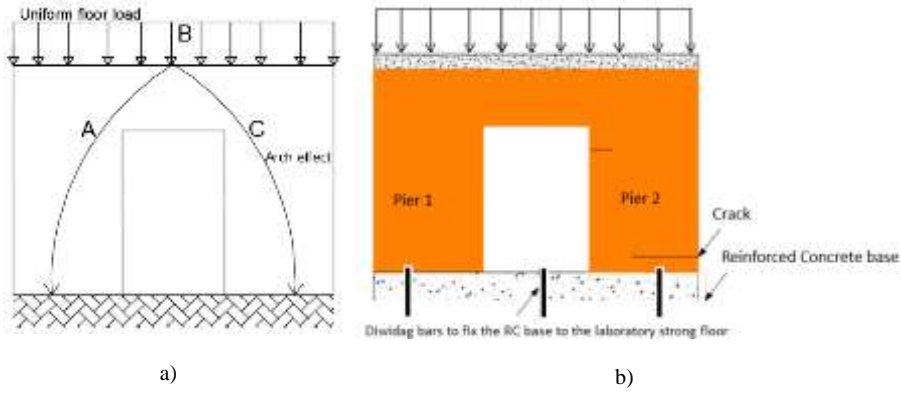 Uniform floor load
B
A
C
Arch effect
a)
Pier 1
Pier 2
Crack
Reinforced Concrete base
Diwidag bars to fix the RC base to the laboratory strong floor
b)